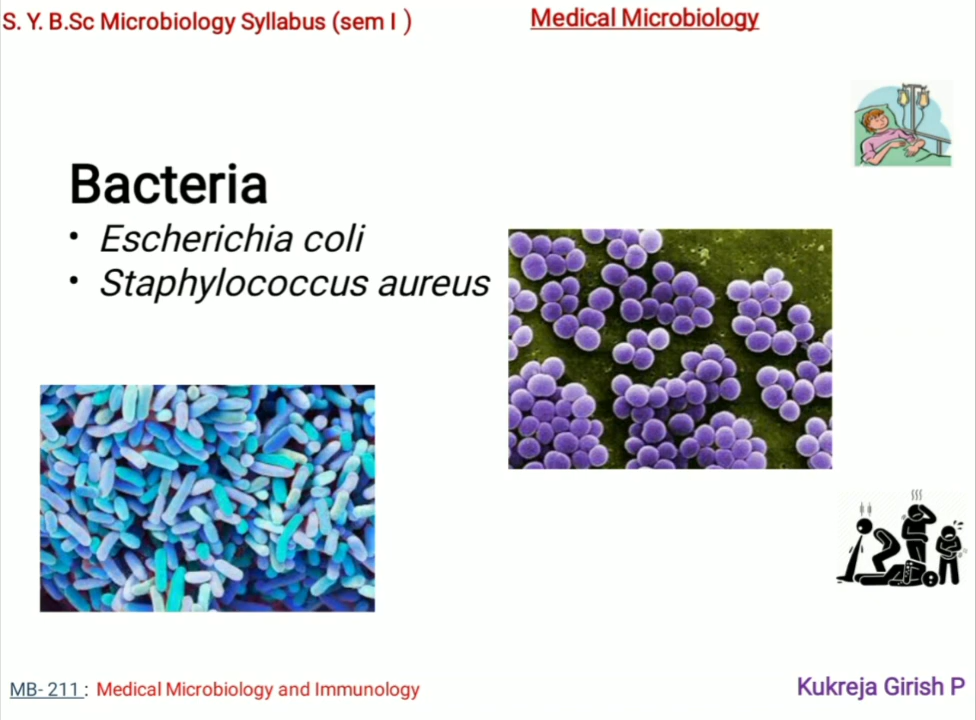 S. Y. B.Sc Microbiology Syllabus (sem I )
Medical Microbiology
Bacteria
• Escherichia coli
• Staphylococcus aureus
MB- 211 : Medical Microbiology and Immunology
Kukreja Girish P